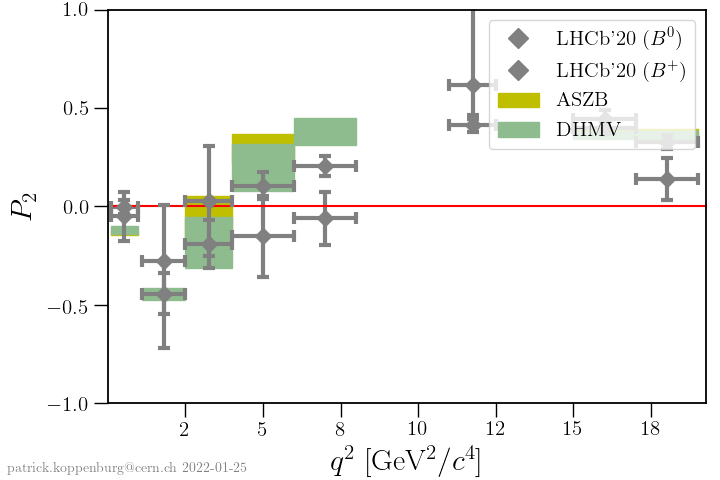 1.0
0.5
0.0
−0.5
−1.0
P₂
LHCb'20 (B⁰)
LHCb'20 (B⁺)
ASZB
DHMV
2 5 8 10 12 15 18
q² [GeV²/c⁴]
patrick.koppenburg@cern.ch 2022-01-25